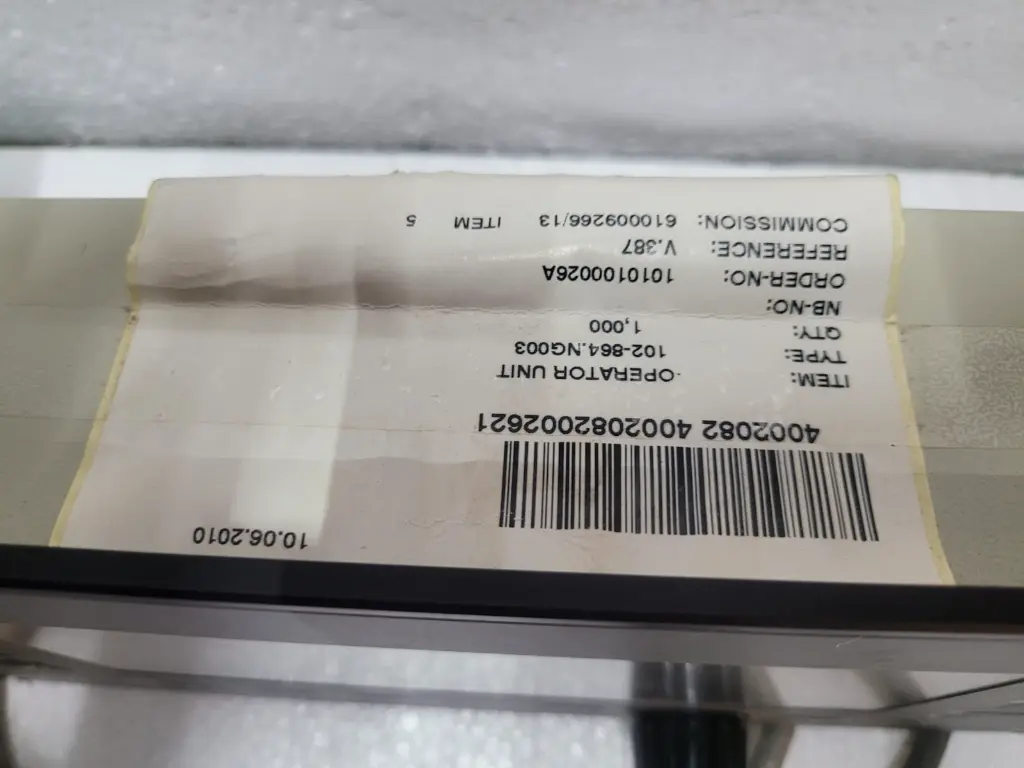 10.06.2010
4002082 4002082002621
ITEM: OPERATOR UNIT
TYPE: 102-864.NG003
QTY: 1,000
NB-NO:
ORDER-NO: 1010100026A
REFERENCE: V.387
COMMISSION: 610009266/13 ITEM 5